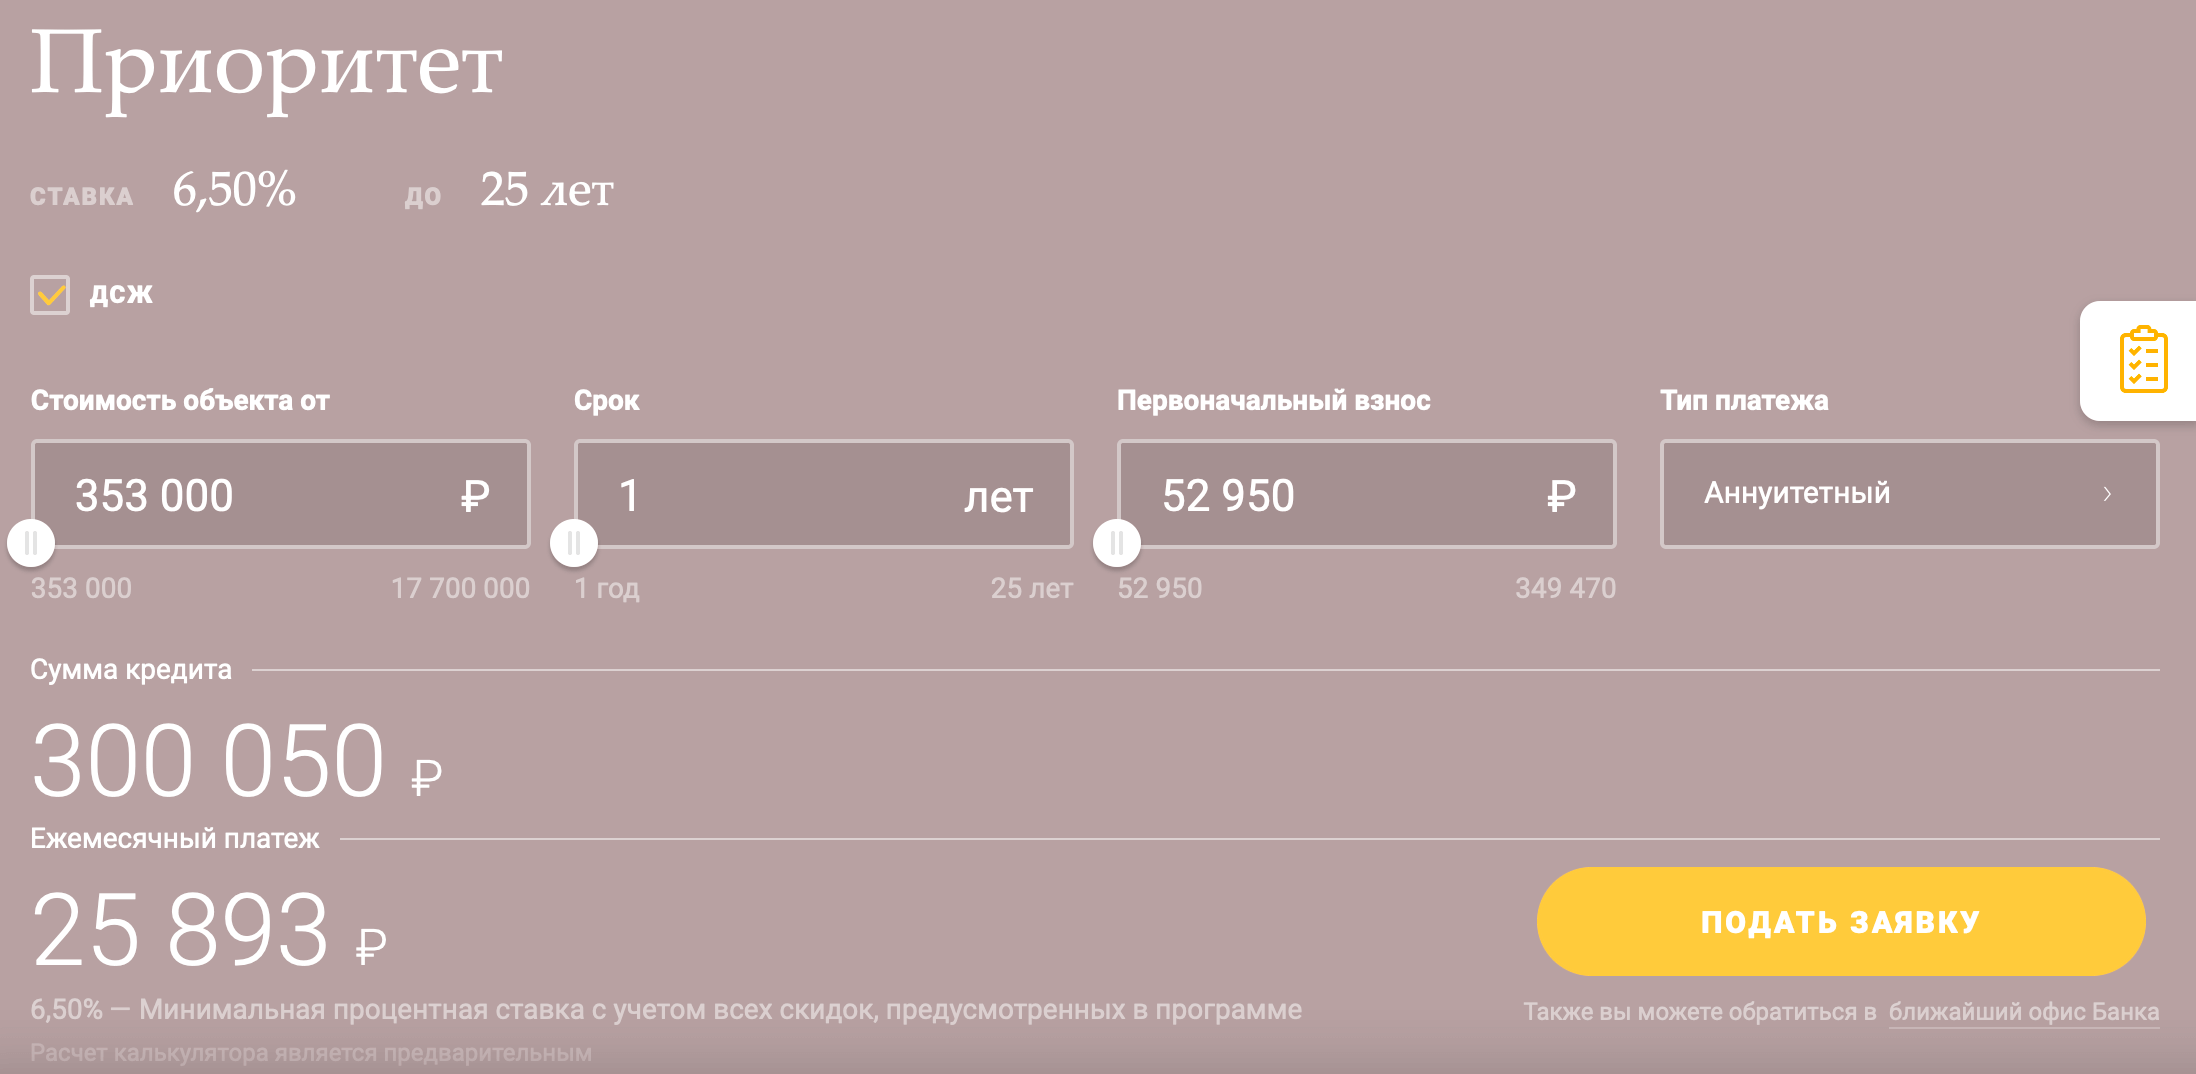 Приоритет
СТАВКА 6,50% ДО 25 лет
ДСЖ
Стоимость объекта от Срок Первоначальный взнос Тип платежа
353 000 ₽ 1 лет 52 950 ₽ Аннуитетный
353 000 17 700 000 1 год 25 лет 52 950 349 470
Сумма кредита
300 050 ₽
Ежемесячный платеж
25 893 ₽
ПОДАТЬ ЗАЯВКУ
6,50% — Минимальная процентная ставка с учетом всех скидок, предусмотренных в программе
Также вы можете обратиться в ближайший офис Банка
Расчет калькулятора является предварительным